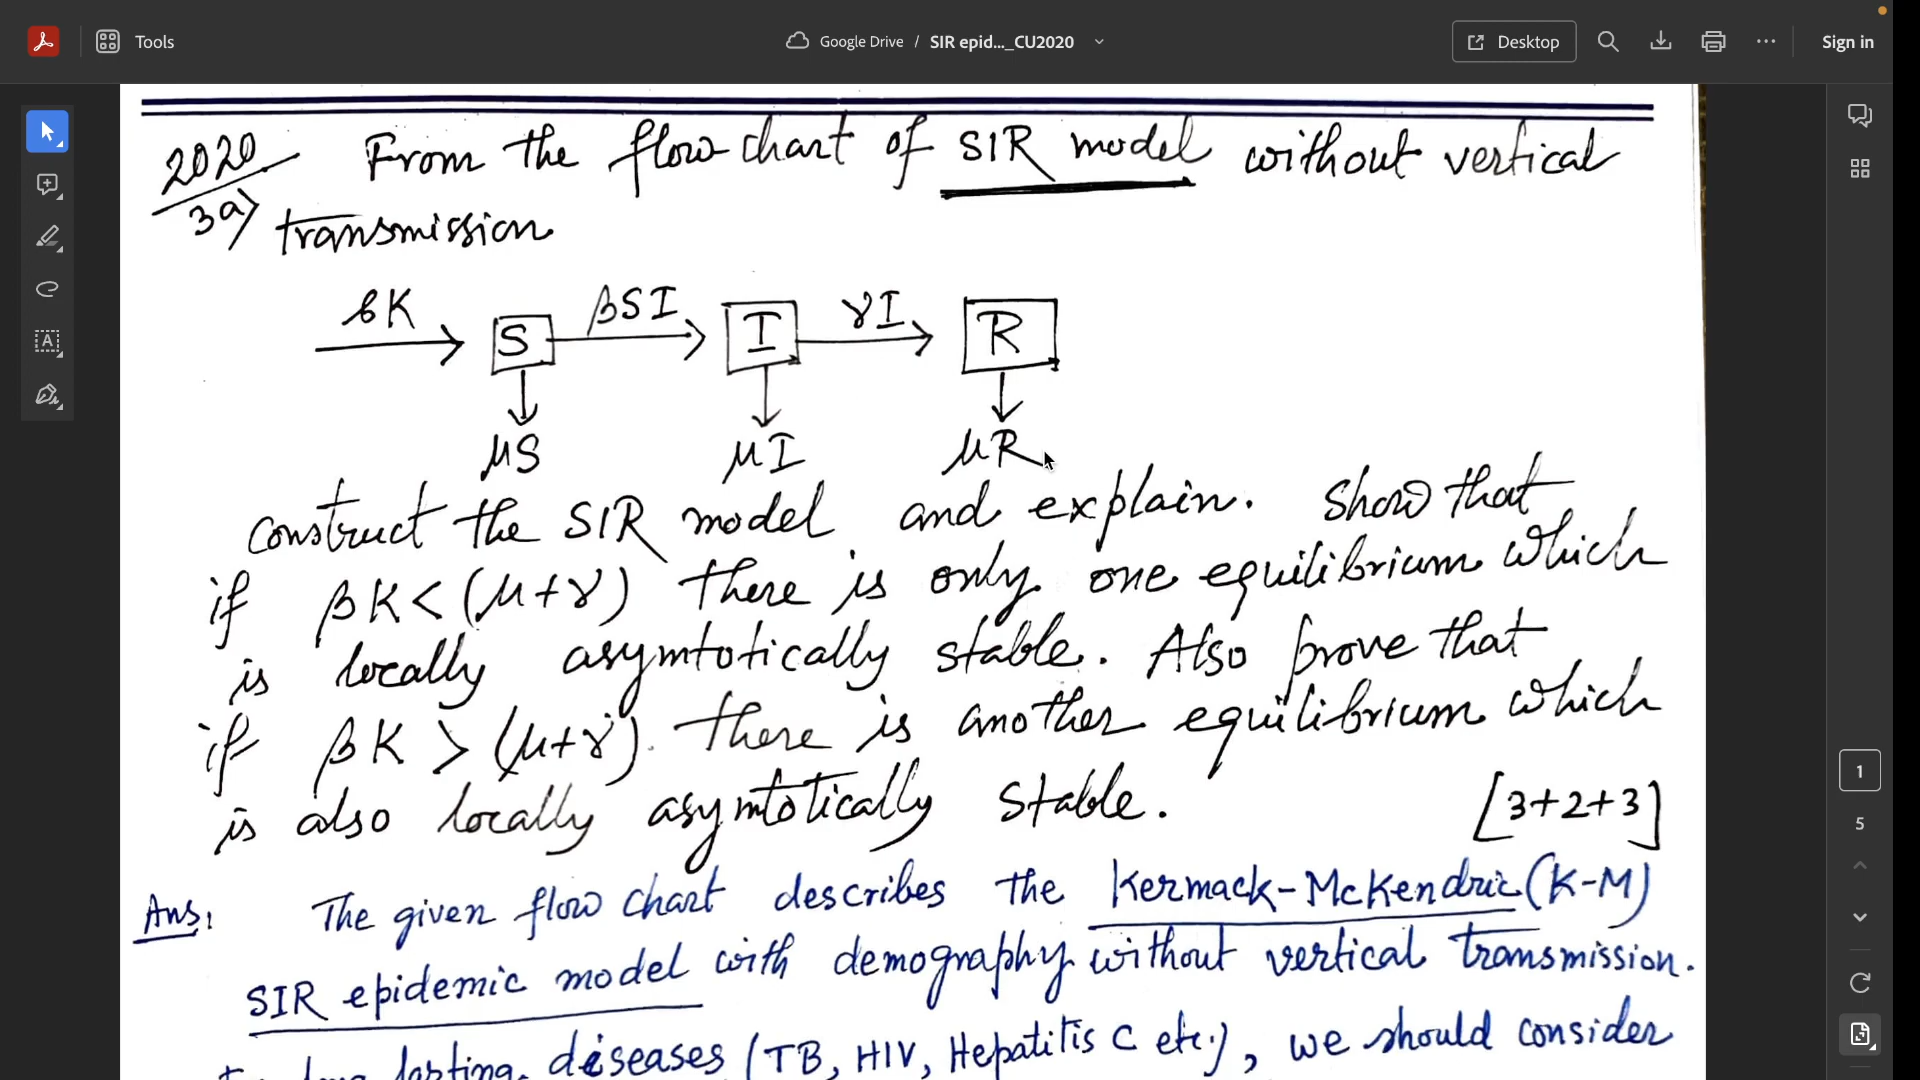 Tools
Google Drive / SIR epid..._CU2020
Desktop
Sign in
2020
3a)
From the flow chart of SIR model without vertical
transmission
bK
βSI
γI
S
I
R
μS
μI
μR
Construct the SIR model and explain. Show that
if βK < (μ+γ) there is only one equilibrium which
is locally asymtotically stable. Also prove that
if βK > (μ+γ). there is another equilibrium which
is also locally asymtotically stable.
[3+2+3]
Ans: The given flow chart describes the Kermack-McKendric (K-M)
SIR epidemic model with demography without vertical transmission.
long lasting diseases (TB, HIV, Hepatitis C etc.), we should consider
1
5